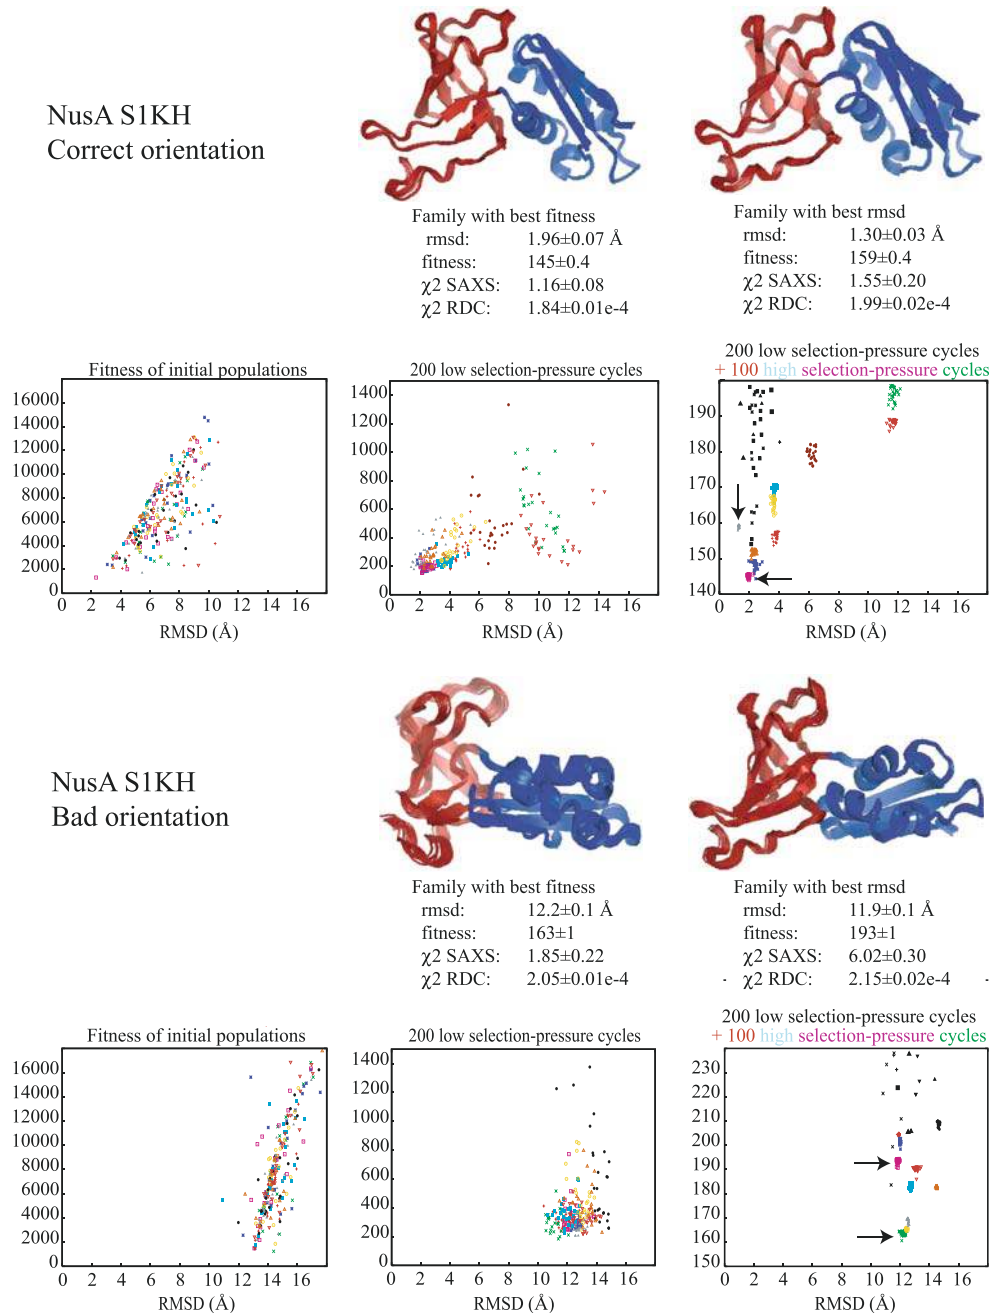 NusA S1KH
Correct orientation
Family with best fitness
rmsd: 1.96±0.07 Å
fitness: 145±0.4
χ2 SAXS: 1.16±0.08
χ2 RDC: 1.84±0.01e-4
Family with best rmsd
rmsd: 1.30±0.03 Å
fitness: 159±0.4
χ2 SAXS: 1.55±0.20
χ2 RDC: 1.99±0.02e-4
Fitness of initial populations
16000
14000
12000
10000
8000
6000
4000
2000
0
0 2 4 6 8 10 12 14 16
RMSD (Å)
200 low selection-pressure cycles
1400
1200
1000
800
600
400
200
0
0 2 4 6 8 10 12 14 16
RMSD (Å)
200 low selection-pressure cycles
+ 100 high selection-pressure cycles
190
180
170
160
150
140
0 2 4 6 8 10 12 14 16
RMSD (Å)
NusA S1KH
Bad orientation
Family with best fitness
rmsd: 12.2±0.1 Å
fitness: 163±1
χ2 SAXS: 1.85±0.22
χ2 RDC: 2.05±0.01e-4
Family with best rmsd
rmsd: 11.9±0.1 Å
fitness: 193±1
χ2 SAXS: 6.02±0.30
χ2 RDC: 2.15±0.02e-4
Fitness of initial populations
16000
14000
12000
10000
8000
6000
4000
2000
0
0 2 4 6 8 10 12 14 16
RMSD (Å)
200 low selection-pressure cycles
1400
1200
1000
800
600
400
200
0
0 2 4 6 8 10 12 14 16
RMSD (Å)
200 low selection-pressure cycles
+ 100 high selection-pressure cycles
230
220
210
200
190
180
170
160
150
0 2 4 6 8 10 12 14 16
RMSD (Å)